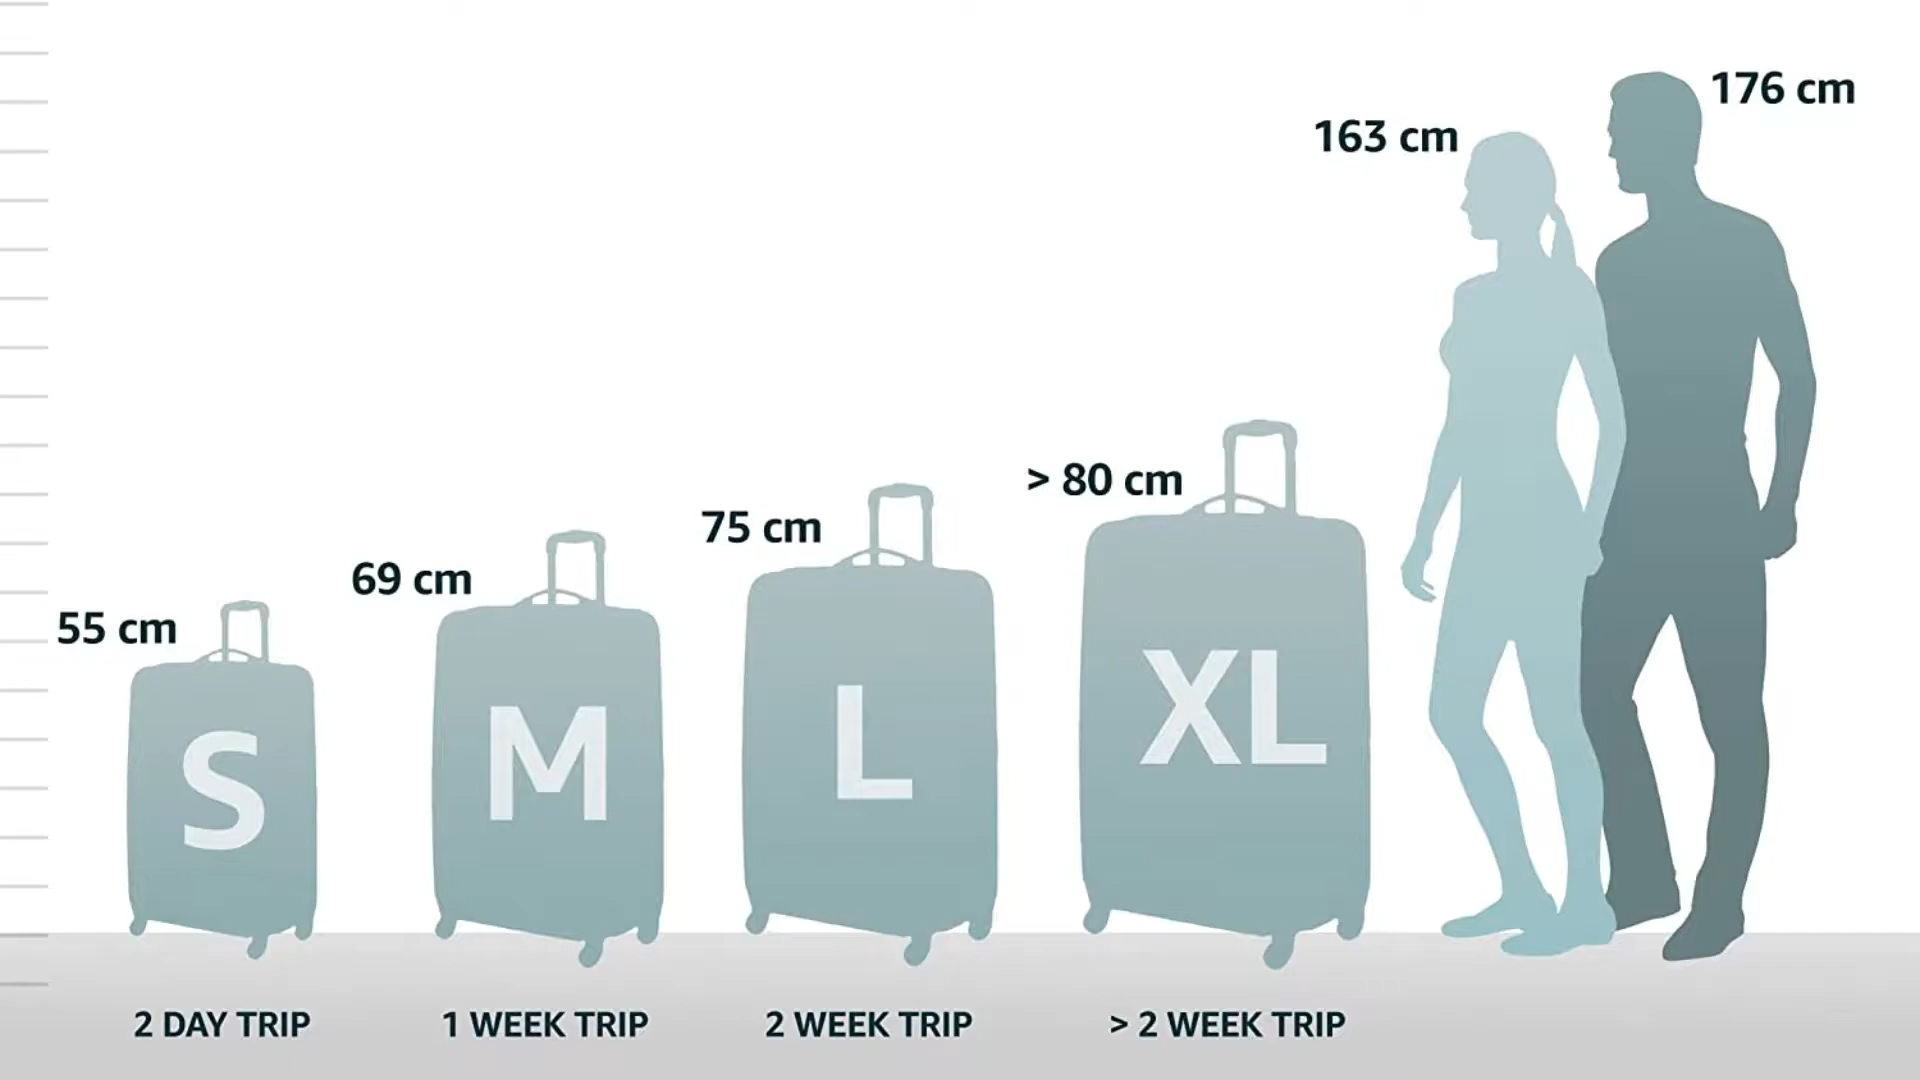 176 cm
163 cm
> 80 cm
75 cm
69 cm
55 cm
S
M
L
XL
2 DAY TRIP
1 WEEK TRIP
2 WEEK TRIP
> 2 WEEK TRIP